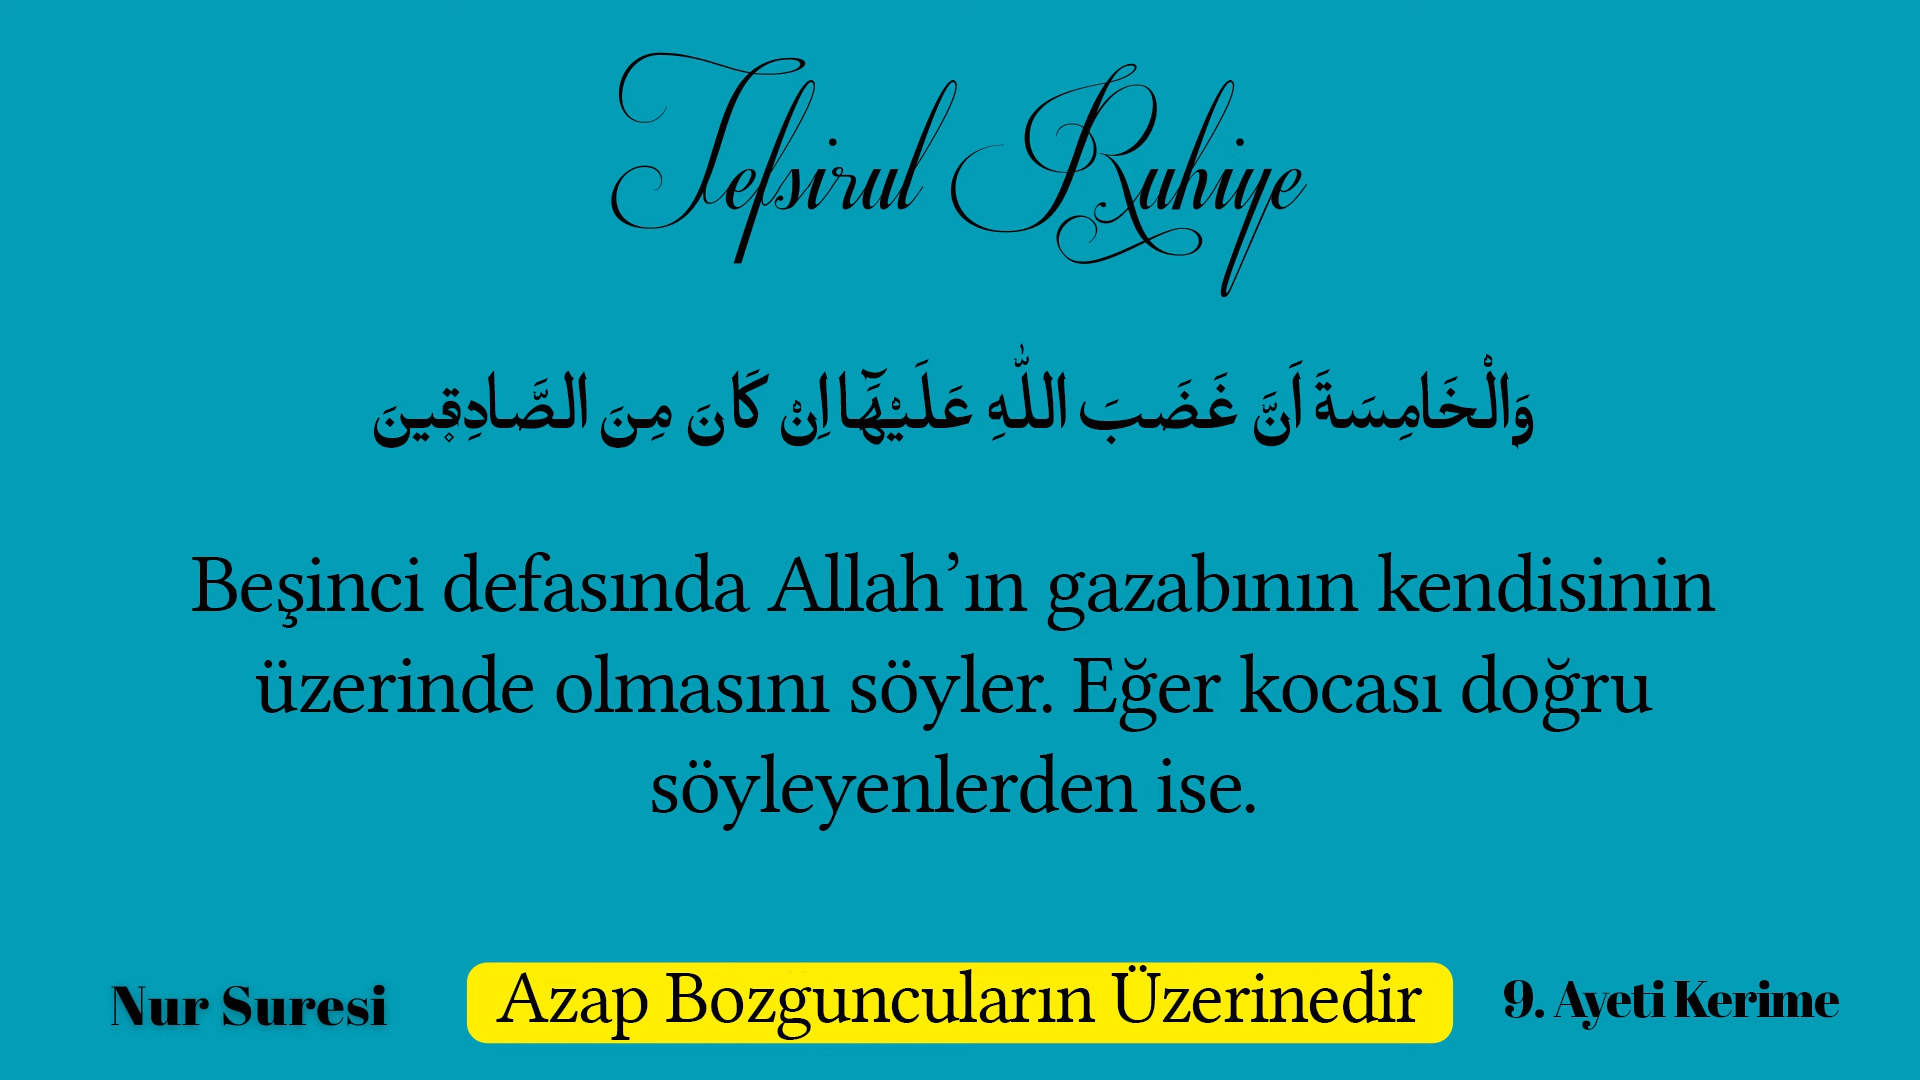 Tefsirul Ruhiye
وَالْخَامِسَةَ اَنَّ غَضَبَ اللّٰهِ عَلَيْهَٓا اِنْ كَانَ مِنَ الصَّادِق۪ينَ
Beşinci defasında Allah’ın gazabının kendisinin
üzerinde olmasını söyler. Eğer kocası doğru
söyleyenlerden ise.
Nur Suresi
Azap Bozguncuların Üzerinedir
9. Ayeti Kerime